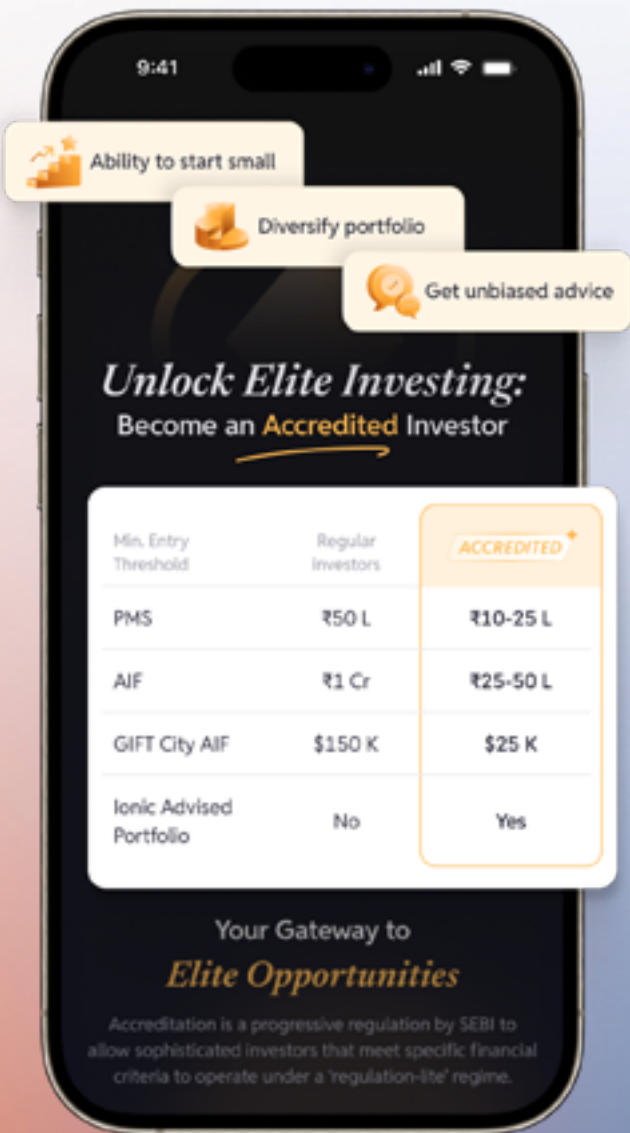 9:41
Ability to start small
Diversify portfolio
Get unbiased advice
Unlock Elite Investing:
Become an Accredited Investor
Min. Entry
Threshold
Regular
Investors
ACCREDITED
PMS ₹50 L ₹10-25 L
AIF ₹1 Cr ₹25-50 L
GIFT City AIF $150 K $25 K
Ionic Advised
Portfolio
No Yes
Your Gateway to
Elite Opportunities
Accreditation is a progressive regulation by SEBI to
allow sophisticated investors that meet specific financial
criteria to operate under a 'regulation-lite' regime.